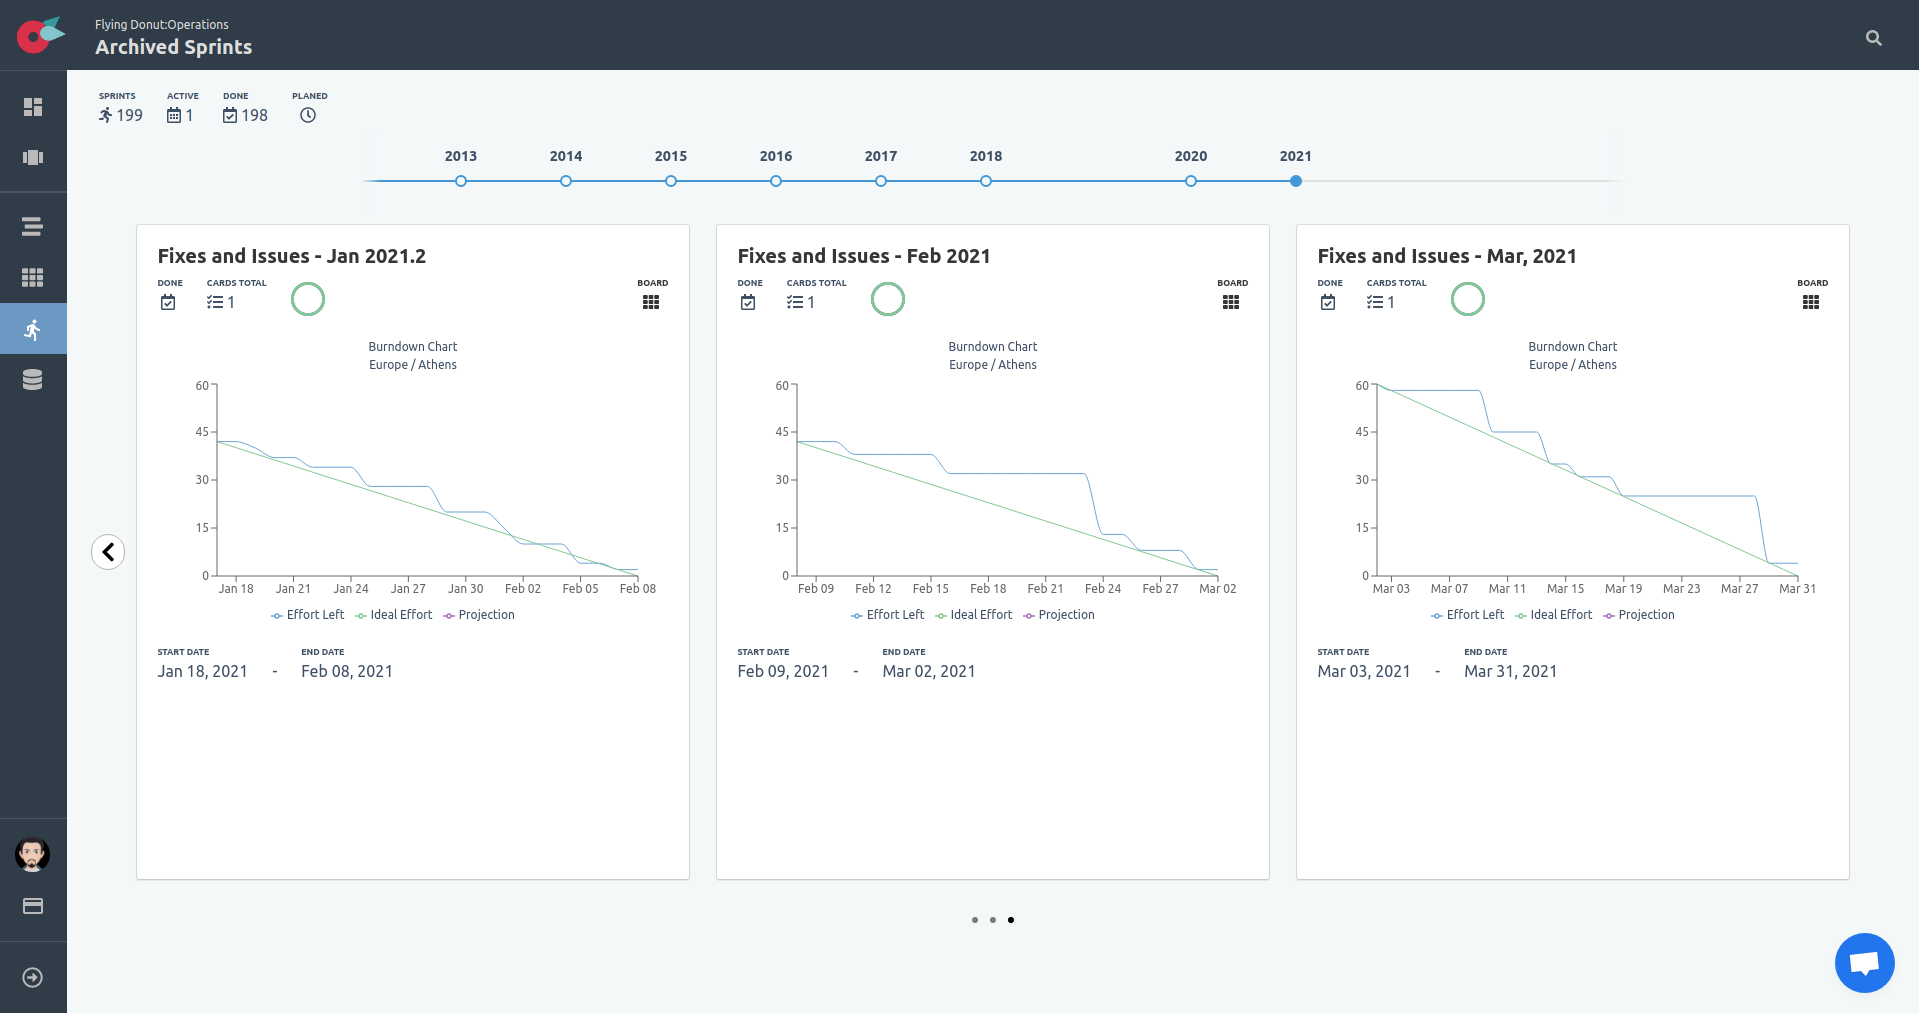 Flying Donut:Operations
Archived Sprints
SPRINTS ACTIVE DONE PLANED
199 1 198
2013 2014 2015 2016 2017 2018 2020 2021
Fixes and Issues - Jan 2021.2
DONE CARDS TOTAL BOARD
1
Burndown Chart
Europe / Athens
60
45
30
15
0
Jan 18 Jan 21 Jan 24 Jan 27 Jan 30 Feb 02 Feb 05 Feb 08
Effort Left Ideal Effort Projection
START DATE END DATE
Jan 18, 2021 - Feb 08, 2021
Fixes and Issues - Feb 2021
DONE CARDS TOTAL BOARD
1
Burndown Chart
Europe / Athens
60
45
30
15
0
Feb 09 Feb 12 Feb 15 Feb 18 Feb 21 Feb 24 Feb 27 Mar 02
Effort Left Ideal Effort Projection
START DATE END DATE
Feb 09, 2021 - Mar 02, 2021
Fixes and Issues - Mar, 2021
DONE CARDS TOTAL BOARD
1
Burndown Chart
Europe / Athens
60
45
30
15
0
Mar 03 Mar 07 Mar 11 Mar 15 Mar 19 Mar 23 Mar 27 Mar 31
Effort Left Ideal Effort Projection
START DATE END DATE
Mar 03, 2021 - Mar 31, 2021